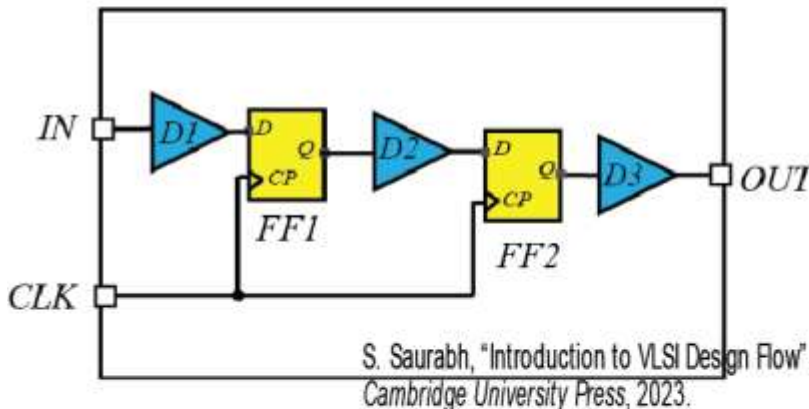 IN
D1
D
Q
CP
FF1
D2
D
Q
CP
FF2
D3
OUT
CLK
S. Saurabh, “Introduction to VLSI Design Flow”
Cambridge University Press, 2023.